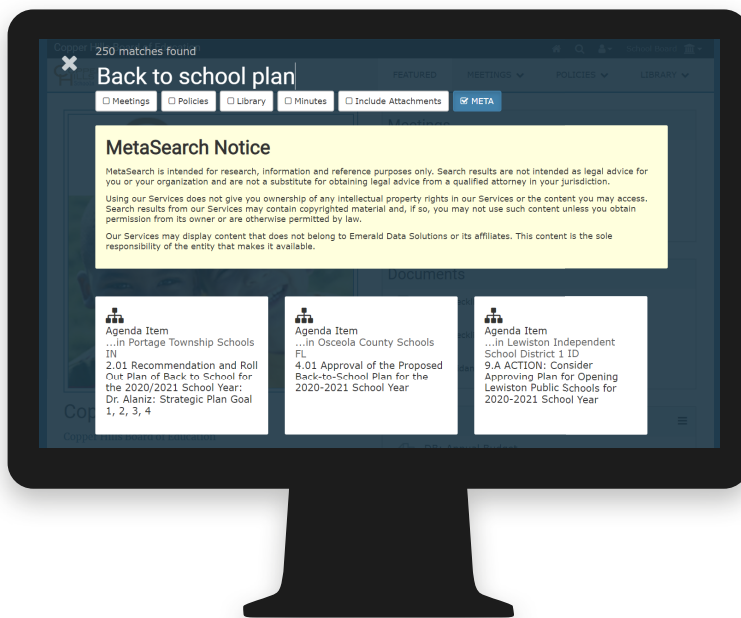 250 matches found
Back to school plan
Meetings Policies Library Minutes Include Attachments META
FEATURED MEETINGS POLICIES LIBRARY
MetaSearch Notice
MetaSearch is intended for research, information and reference purposes only. Search results are not intended as legal advice for
you or your organization and are not a substitute for obtaining legal advice from a qualified attorney in your jurisdiction.
Using our Services does not give you ownership of any intellectual property rights in our Services or the content you may access.
Search results from our Services may contain copyrighted material and, if so, you may not use such content unless you obtain
permission from its owner or are otherwise permitted by law.
Our Services may display content that does not belong to Emerald Data Solutions or its affiliates. This content is the sole
responsibility of the entity that makes it available.
Documents
Agenda Item
...in Portage Township Schools
IN
2.01 Recommendation and Roll
Out Plan of Back to School for
the 2020/2021 School Year:
Dr. Alaniz: Strategic Plan Goal
1, 2, 3, 4
Agenda Item
...in Osceola County Schools
FL
4.01 Approval of the Proposed
Back-to-School Plan for the
2020-2021 School Year
Agenda Item
...in Lewiston Independent
School District 1 ID
9.A ACTION: Consider
Approving Plan for Opening
Lewiston Public Schools for
2020-2021 School Year
Copper Hills Board of Education